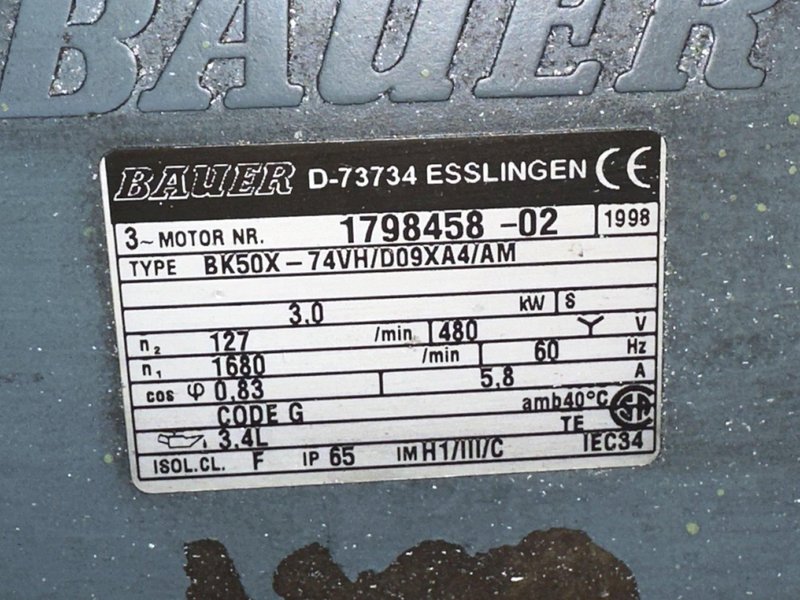 BAUER
BAUER D-73734 ESSLINGEN CE
3~ MOTOR NR. 1798458 -02 1998
TYPE BK50X-74VH/D09XA4/AM
3.0 kW S
n₂ 127 /min 480 Y V
n₁ 1680 /min 60 Hz
cos φ 0,83 5,8 A
CODE G amb40°C
3.4L TE
ISOL.CL. F IP 65 IM H1/III/C IEC34